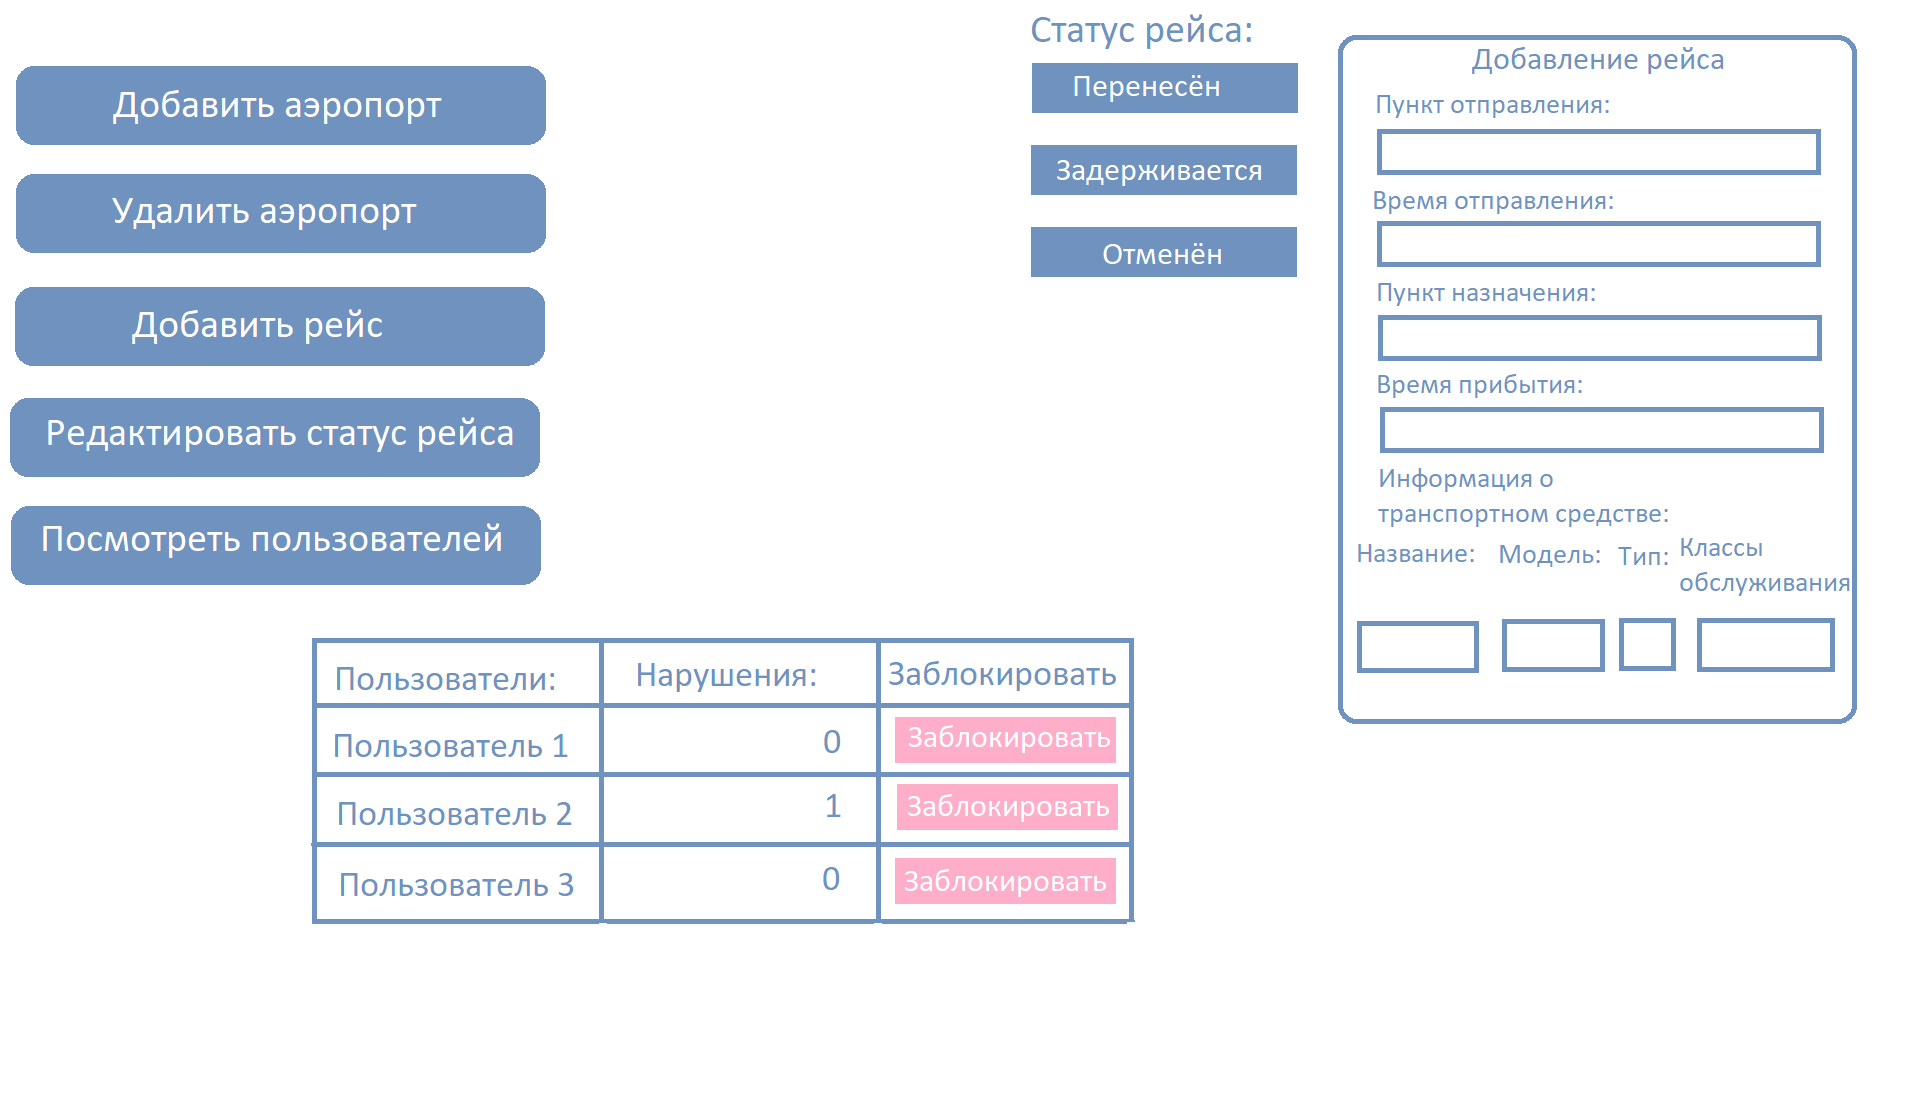 Добавить аэропорт
Удалить аэропорт
Добавить рейс
Редактировать статус рейса
Посмотреть пользователей
Статус рейса:
Перенесён
Задерживается
Отменён
Добавление рейса
Пункт отправления:
Время отправления:
Пункт назначения:
Время прибытия:
Информация о
транспортном средстве:
Название: Модель: Тип: Классы
обслуживания
Пользователи: Нарушения: Заблокировать
Пользователь 1 0 Заблокировать
Пользователь 2 1 Заблокировать
Пользователь 3 0 Заблокировать